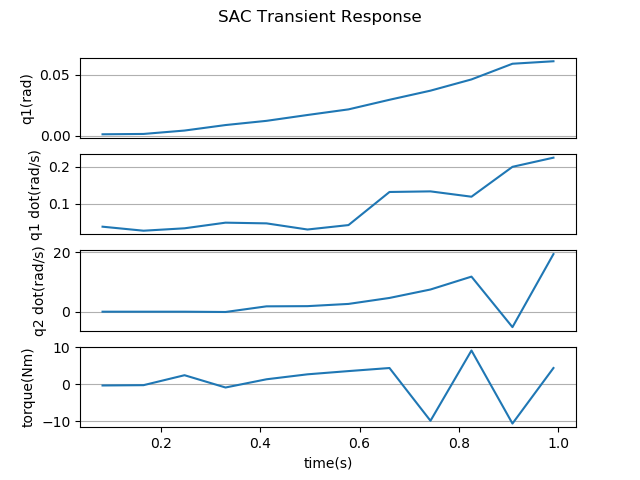 SAC Transient Response
q1(rad)
0.05
0.00
q1 dot(rad/s)
0.2
0.1
q2 dot(rad/s)
20
0
torque(Nm)
10
0
−10
0.2 0.4 0.6 0.8 1.0
time(s)